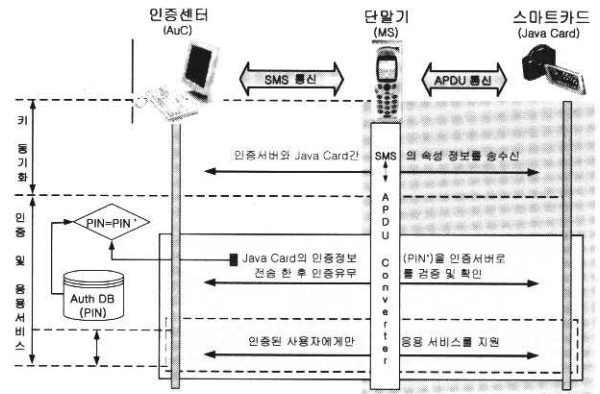 인증센터
(AuC)
단말기
(MS)
스마트카드
(Java Card)
SMS 통신
APDU 통신
키 동기화
인증서버와 Java Card간 SMS 의 속성 정보를 송수신
인증 및 응용서비스
PIN=PIN*
Auth DB
(PIN)
Java Card의 인증정보 (PIN*)을 인증서버로
전송 한 후 인증유무 를 검증 및 확인
APDU Converter
인증된 사용자에게만 응용 서비스를 지원